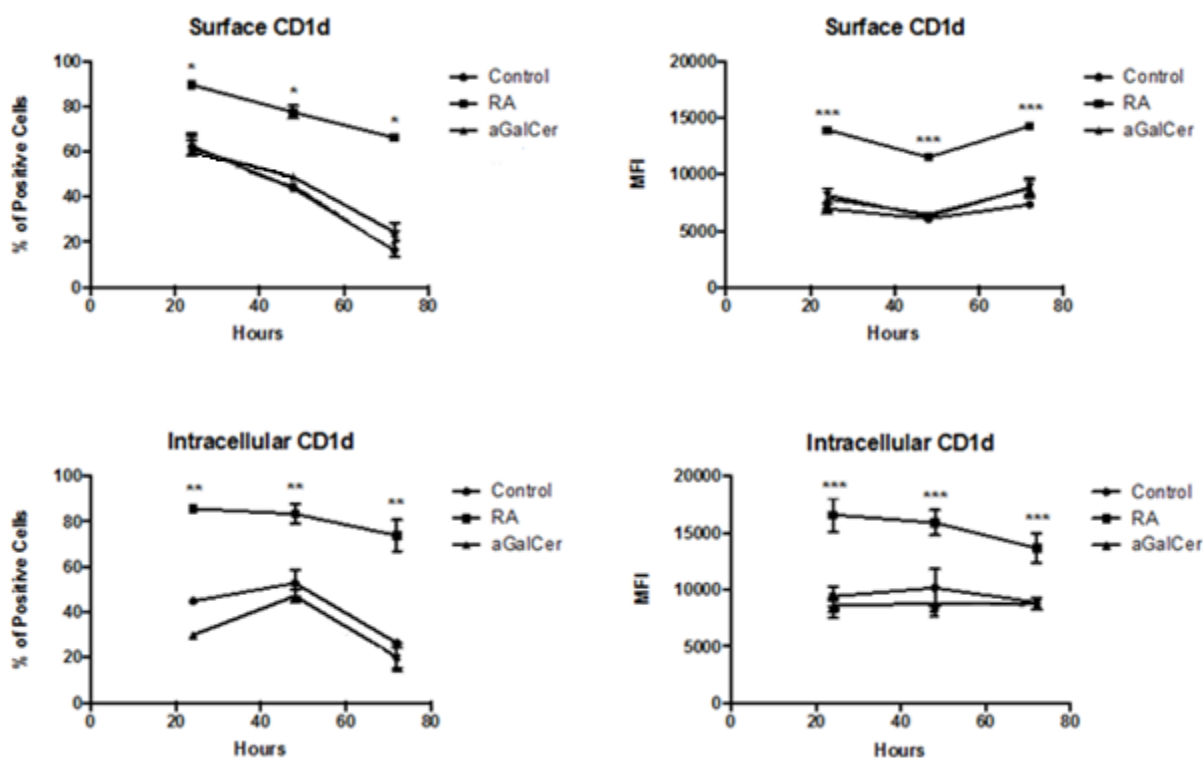 Surface CD1d
% of Positive Cells
100
80
60
40
20
0
* * *
0 20 40 60 80
Hours
Control
RA
aGalCer
Surface CD1d
MFI
20000
15000
10000
5000
0
*** *** ***
0 20 40 60 80
Hours
Control
RA
aGalCer
Intracellular CD1d
% of Positive Cells
100
80
60
40
20
0
** ** **
0 20 40 60 80
Hours
Control
RA
aGalCer
Intracellular CD1d
MFI
20000
15000
10000
5000
0
*** *** ***
0 20 40 60 80
Hours
Control
RA
aGalCer